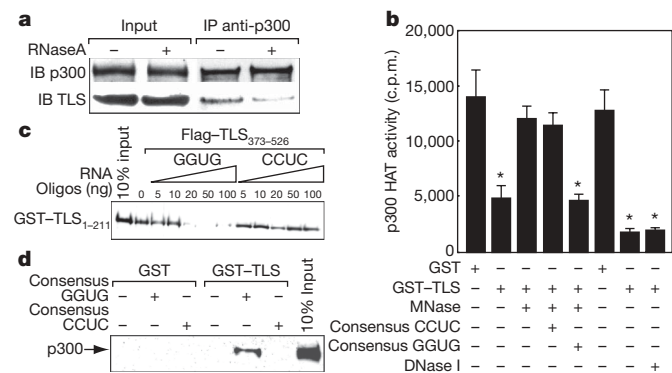 a
Input IP anti-p300
RNaseA – + – +
IB p300
IB TLS
c
Flag–TLS373–526
10% input
RNA GGUG CCUC
Oligos (ng) 0 5 10 20 50 100 5 10 20 50 100
GST–TLS1–211
d
GST GST–TLS
Consensus GGUG – + – – + –
Consensus CCUC – – + – – +
10% Input
p300
b
p300 HAT activity (c.p.m.)
20,000
15,000
10,000
5,000
0
* * * *
GST + – – – – + – –
GST–TLS – + + + + – + +
MNase – – + + + – – –
Consensus CCUC – – – + – – – –
Consensus GGUG – – – – + – – –
DNase I – – – – – – – +